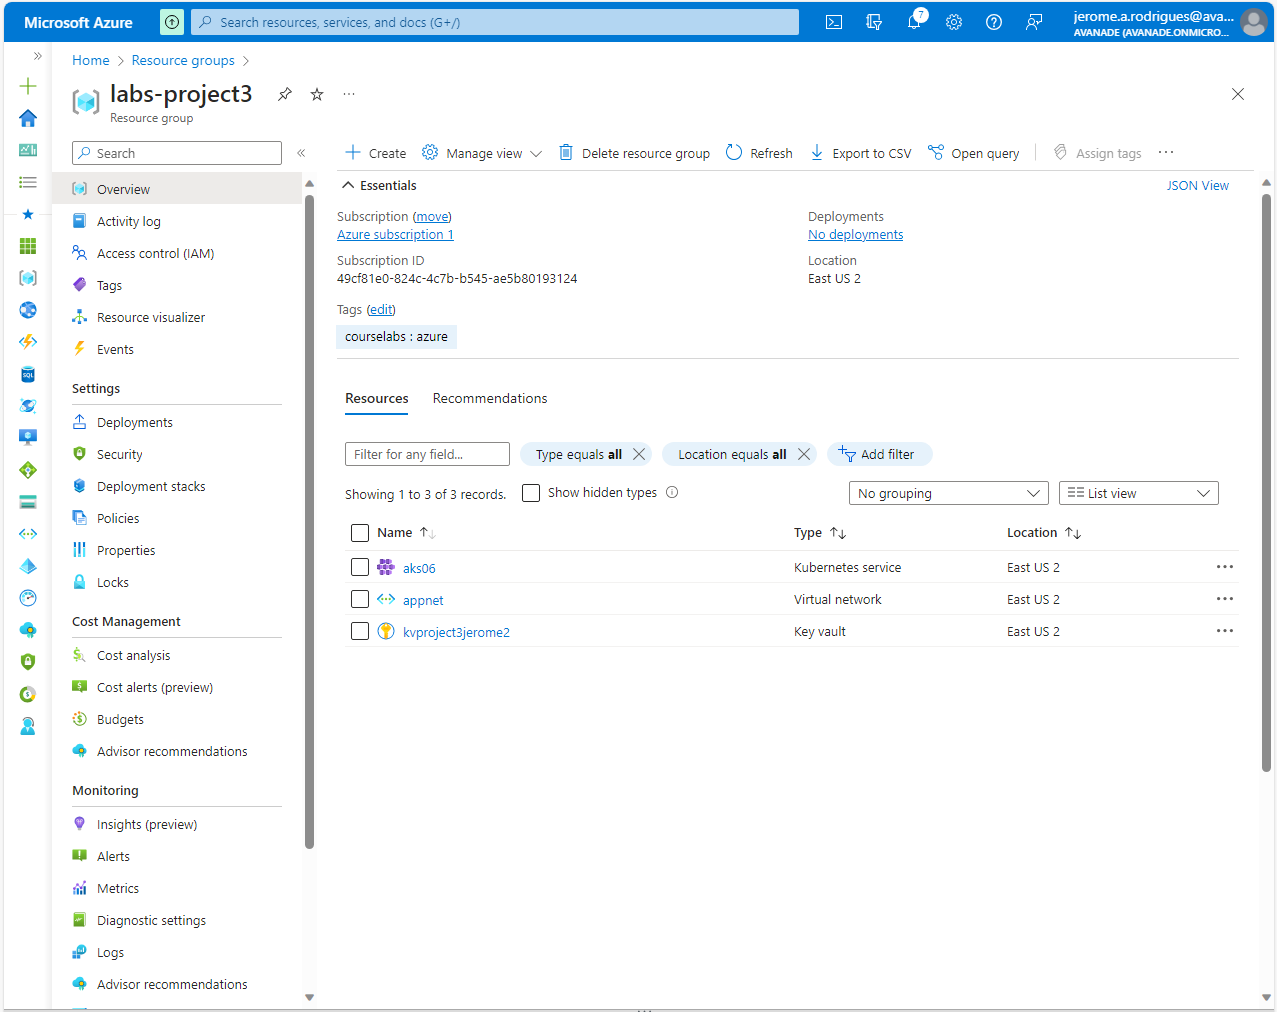 Microsoft Azure
Search resources, services, and docs (G+/)
7
jerome.a.rodrigues@ava...
AVANADE (AVANADE.ONMICRO...
Home > Resource groups >
labs-project3
Resource group
Search
Create
Manage view
Delete resource group
Refresh
Export to CSV
Open query
Assign tags
Overview
Activity log
Access control (IAM)
Tags
Resource visualizer
Events
Settings
Deployments
Security
Deployment stacks
Policies
Properties
Locks
Cost Management
Cost analysis
Cost alerts (preview)
Budgets
Advisor recommendations
Monitoring
Insights (preview)
Alerts
Metrics
Diagnostic settings
Logs
Advisor recommendations
Essentials
JSON View
Subscription (move)
Azure subscription 1
Subscription ID
49cf81e0-824c-4c7b-b545-ae5b80193124
Deployments
No deployments
Location
East US 2
Tags (edit)
courselabs : azure
Resources
Recommendations
Filter for any field...
Type equals all
Location equals all
Add filter
Showing 1 to 3 of 3 records.
Show hidden types
No grouping
List view
Name
Type
Location
aks06
Kubernetes service
East US 2
appnet
Virtual network
East US 2
kvproject3jerome2
Key vault
East US 2
SQL